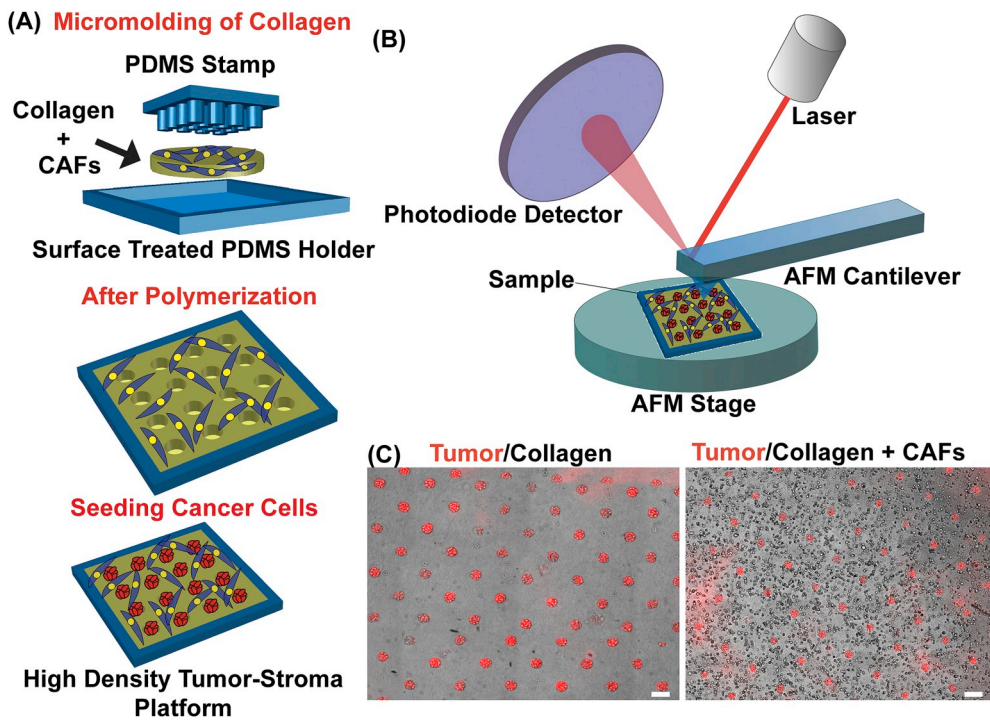 (A) Micromolding of Collagen
PDMS Stamp
Collagen
+
CAFs
Surface Treated PDMS Holder
After Polymerization
Seeding Cancer Cells
High Density Tumor-Stroma
Platform
(B)
Laser
Photodiode Detector
AFM Cantilever
Sample
AFM Stage
(C) Tumor/Collagen
Tumor/Collagen + CAFs